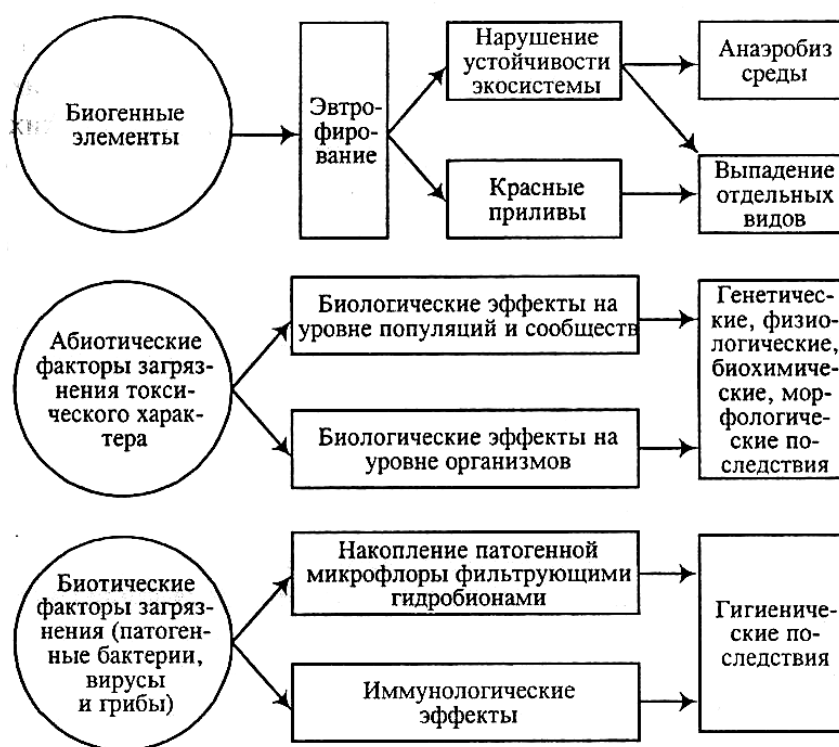 Биогенные
элементы
Эвтро-
фиро-
вание
Нарушение
устойчивости
экосистемы
Анаэробиз
среды
Красные
приливы
Выпадение
отдельных
видов
Абиотические
факторы загряз-
нения токси-
ческого харак-
тера
Биологические эффекты на
уровне популяций и сообществ
Биологические эффекты на
уровне организмов
Генетичес-
кие, физио-
логические,
биохимиче-
ские, мор-
фологиче-
ские по-
следствия
Биотические
факторы загряз-
нения (патоген-
ные бактерии,
вирусы
и грибы)
Накопление патогенной
микрофлоры фильтрующими
гидробионами
Иммунологические
эффекты
Гигиениче-
ские по-
следствия